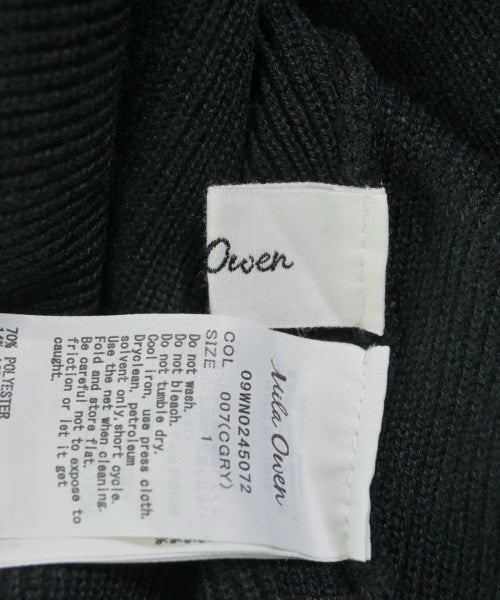 Owen
Mila Owen
09WN0245072
COL 007(CGRY)
SIZE 1
Do not wash.
Do not bleach.
Do not tumble dry.
Cool iron, use press cloth.
Dryclean, petroleum
solvent only, short cycle.
Use the net when cleaning.
Fold and store flat.
Be careful not to expose to
friction or let it get
caught.
70% POLYESTER